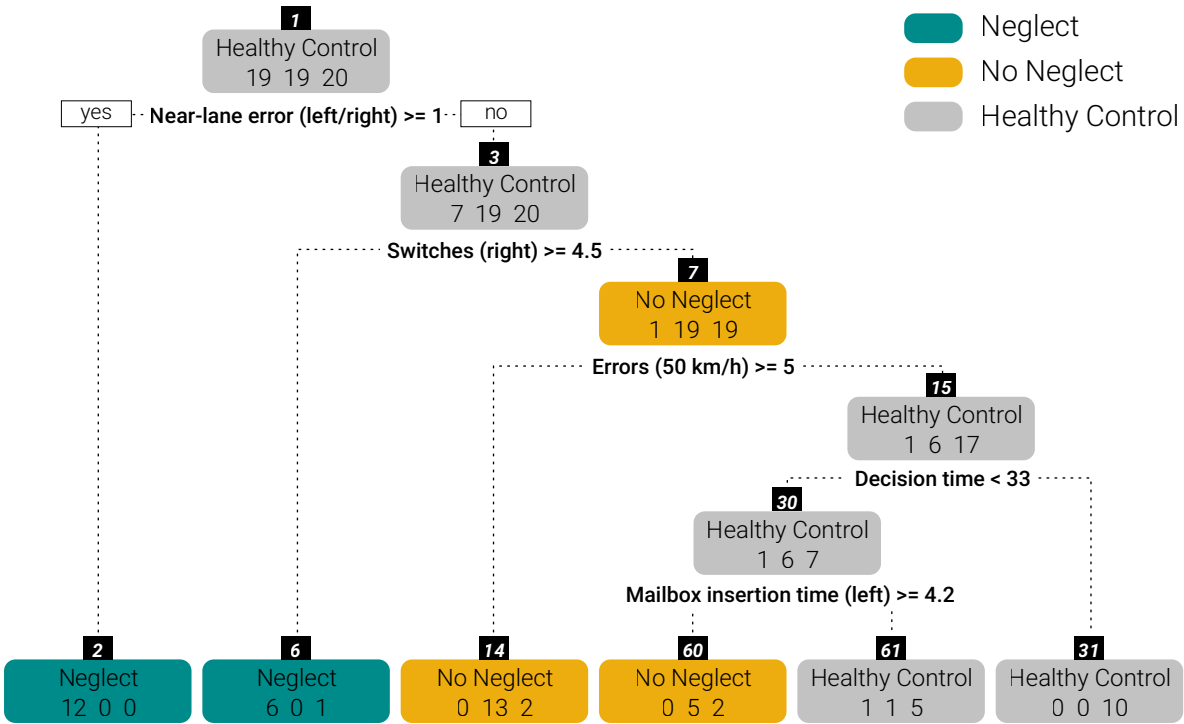 1
Healthy Control
19 19 20
Neglect
No Neglect
Healthy Control
yes
Near-lane error (left/right) >= 1
no
3
Healthy Control
7 19 20
Switches (right) >= 4.5
7
No Neglect
1 19 19
Errors (50 km/h) >= 5
15
Healthy Control
1 6 17
Decision time < 33
30
Healthy Control
1 6 7
Mailbox insertion time (left) >= 4.2
2
Neglect
12 0 0
6
Neglect
6 0 1
14
No Neglect
0 13 2
60
No Neglect
0 5 2
61
Healthy Control
1 1 5
31
Healthy Control
0 0 10